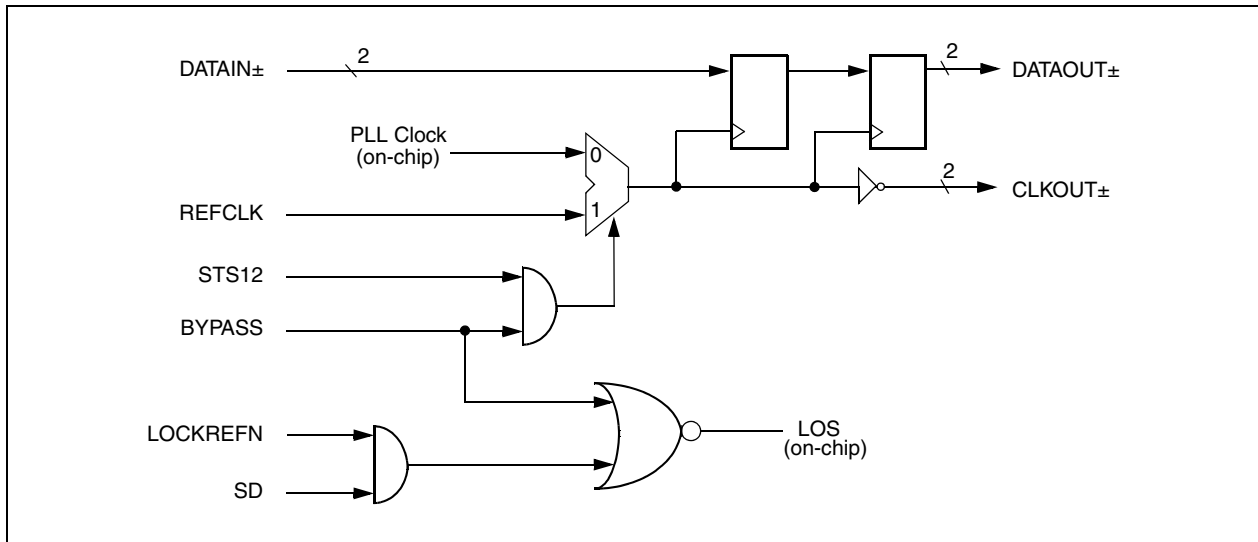 DATAIN±
2
2
DATAOUT±
PLL Clock
(on-chip)
0
REFCLK
1
2
CLKOUT±
STS12
BYPASS
LOCKREFN
SD
LOS
(on-chip)